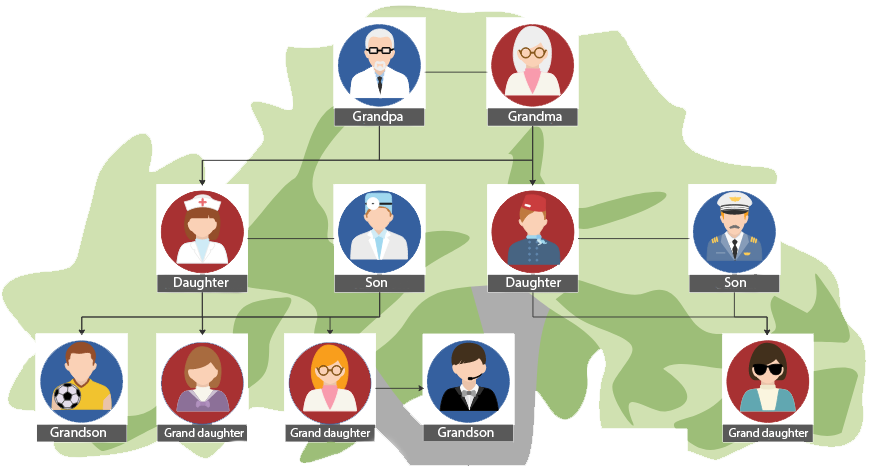 Grandpa
Grandma
Daughter
Son
Daughter
Son
Grandson
Grand daughter
Grand daughter
Grandson
Grand daughter